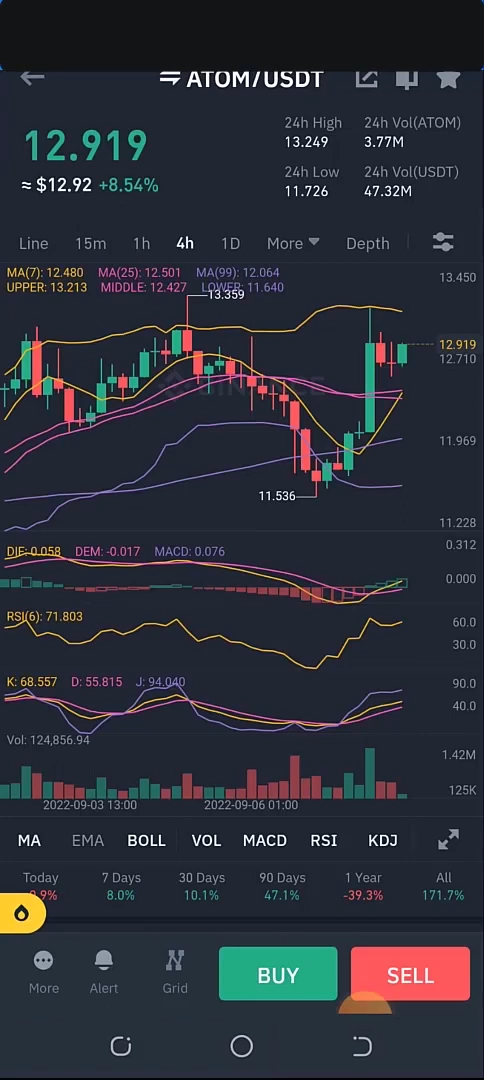 ATOM/USDT
12.919
≈ $12.92 +8.54%
24h High
13.249
24h Vol(ATOM)
3.77M
24h Low
11.726
24h Vol(USDT)
47.32M
Line 15m 1h 4h 1D More Depth
MA(7): 12.480 MA(25): 12.501 MA(99): 12.064
UPPER: 13.213 MIDDLE: 12.427 LOWER: 11.640
13.450
13.359
12.919
12.710
BINANCE
11.969
11.536
11.228
DIF: 0.058 DEM: -0.017 MACD: 0.076
0.312
0.000
RSI(6): 71.803
60.0
30.0
K: 68.557 D: 55.815 J: 94.040
90.0
40.0
Vol: 124,856.94
1.42M
125K
2022-09-03 13:00 2022-09-06 01:00
MA EMA BOLL VOL MACD RSI KDJ
Today 7 Days 30 Days 90 Days 1 Year All
.9% 8.0% 10.1% 47.1% -39.3% 171.7%
More Alert Grid BUY SELL